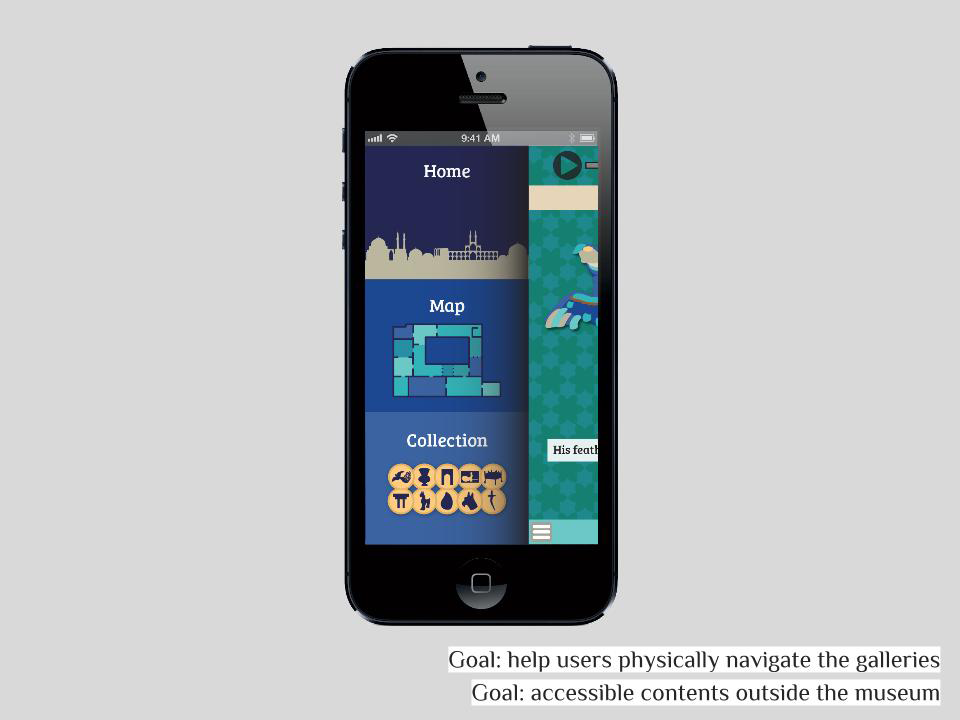 9:41 AM
Home
Map
Collection
His feath
Goal: help users physically navigate the galleries
Goal: accessible contents outside the museum